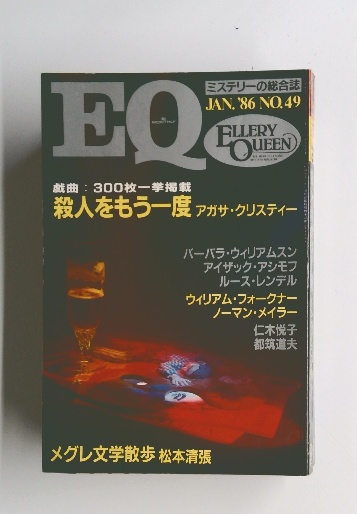 EQ
ミステリーの総合誌
JAN. '86 NO.49
ELLERY
QUEEN
戯曲：300枚一挙掲載
殺人をもう一度 アガサ・クリスティー
バーバラ・ウィリアムスン
アイザック・アシモフ
ルース・レンデル
ウィリアム・フォークナー
ノーマン・メイラー
仁木悦子
都筑道夫
メグレ文学散歩 松本清張